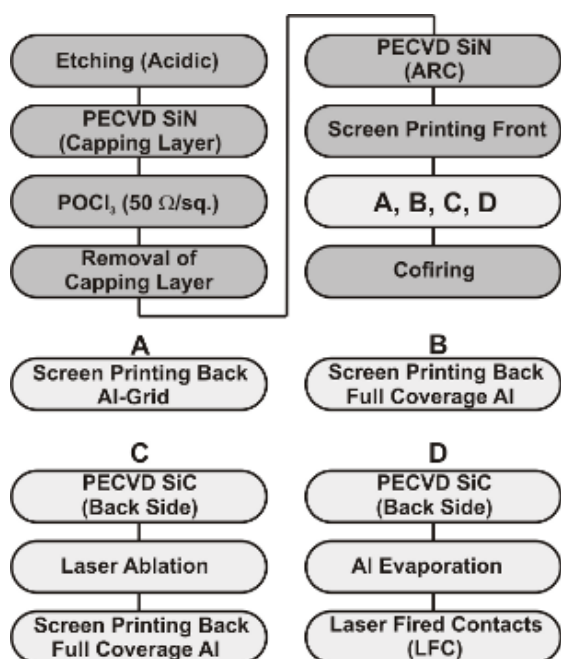 Etching (Acidic)
PECVD SiN
(Capping Layer)
POCl₃ (50 Ω/sq.)
Removal of
Capping Layer
PECVD SiN
(ARC)
Screen Printing Front
A, B, C, D
Cofiring
A
Screen Printing Back
Al-Grid
B
Screen Printing Back
Full Coverage Al
C
PECVD SiC
(Back Side)
Laser Ablation
Screen Printing Back
Full Coverage Al
D
PECVD SiC
(Back Side)
Al Evaporation
Laser Fired Contacts
(LFC)